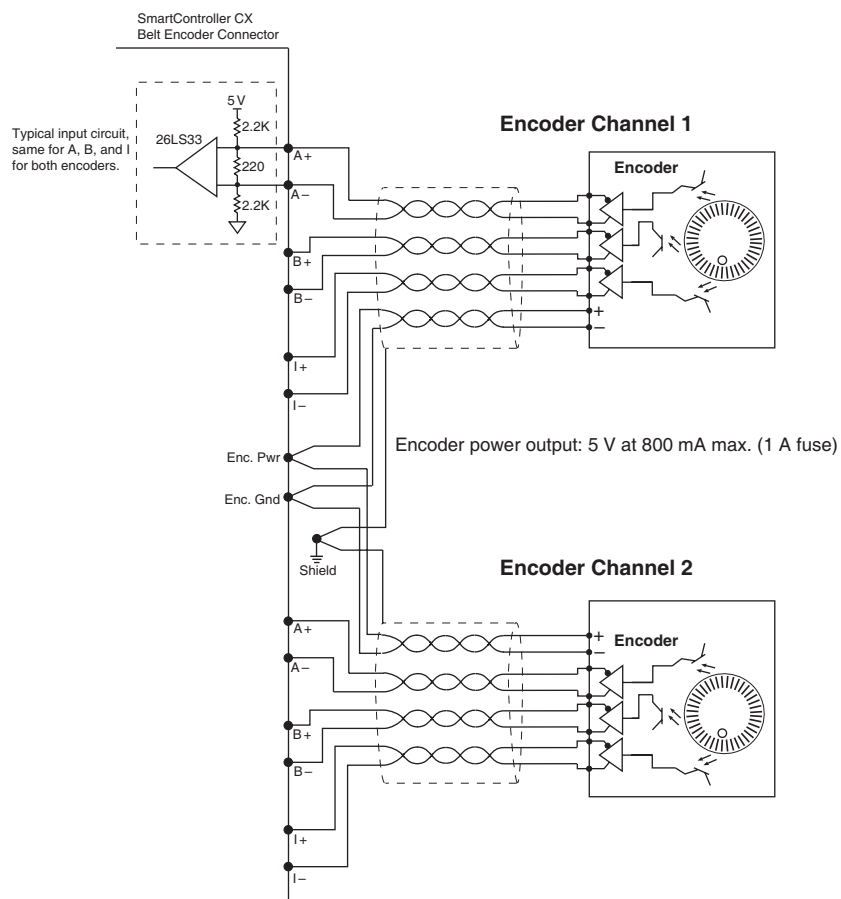 SmartController CX
Belt Encoder Connector
5 V
2.2K
26LS33
220
2.2K
Typical input circuit,
same for A, B, and I
for both encoders.
A+
A−
B+
B−
I+
I−
Encoder Channel 1
Encoder
+
−
Enc. Pwr
Encoder power output: 5 V at 800 mA max. (1 A fuse)
Enc. Gnd
Shield
Encoder Channel 2
A+
A−
B+
B−
I+
I−
+
Encoder
−